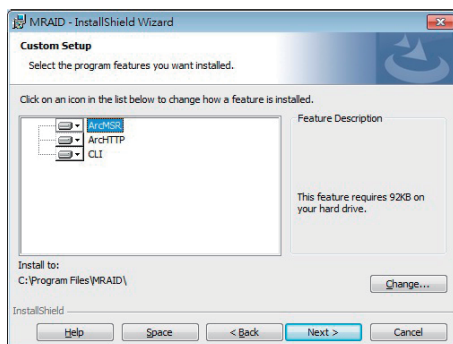 MRAID - InstallShield Wizard
Custom Setup
Select the program features you want installed.
Click on an icon in the list below to change how a feature is installed.
ArcMSR
ArcHTTP
CLI
Feature Description
This feature requires 92KB on
your hard drive.
Install to:
C:\Program Files\MRAID\
Change...
InstallShield
Help
Space
< Back
Next >
Cancel